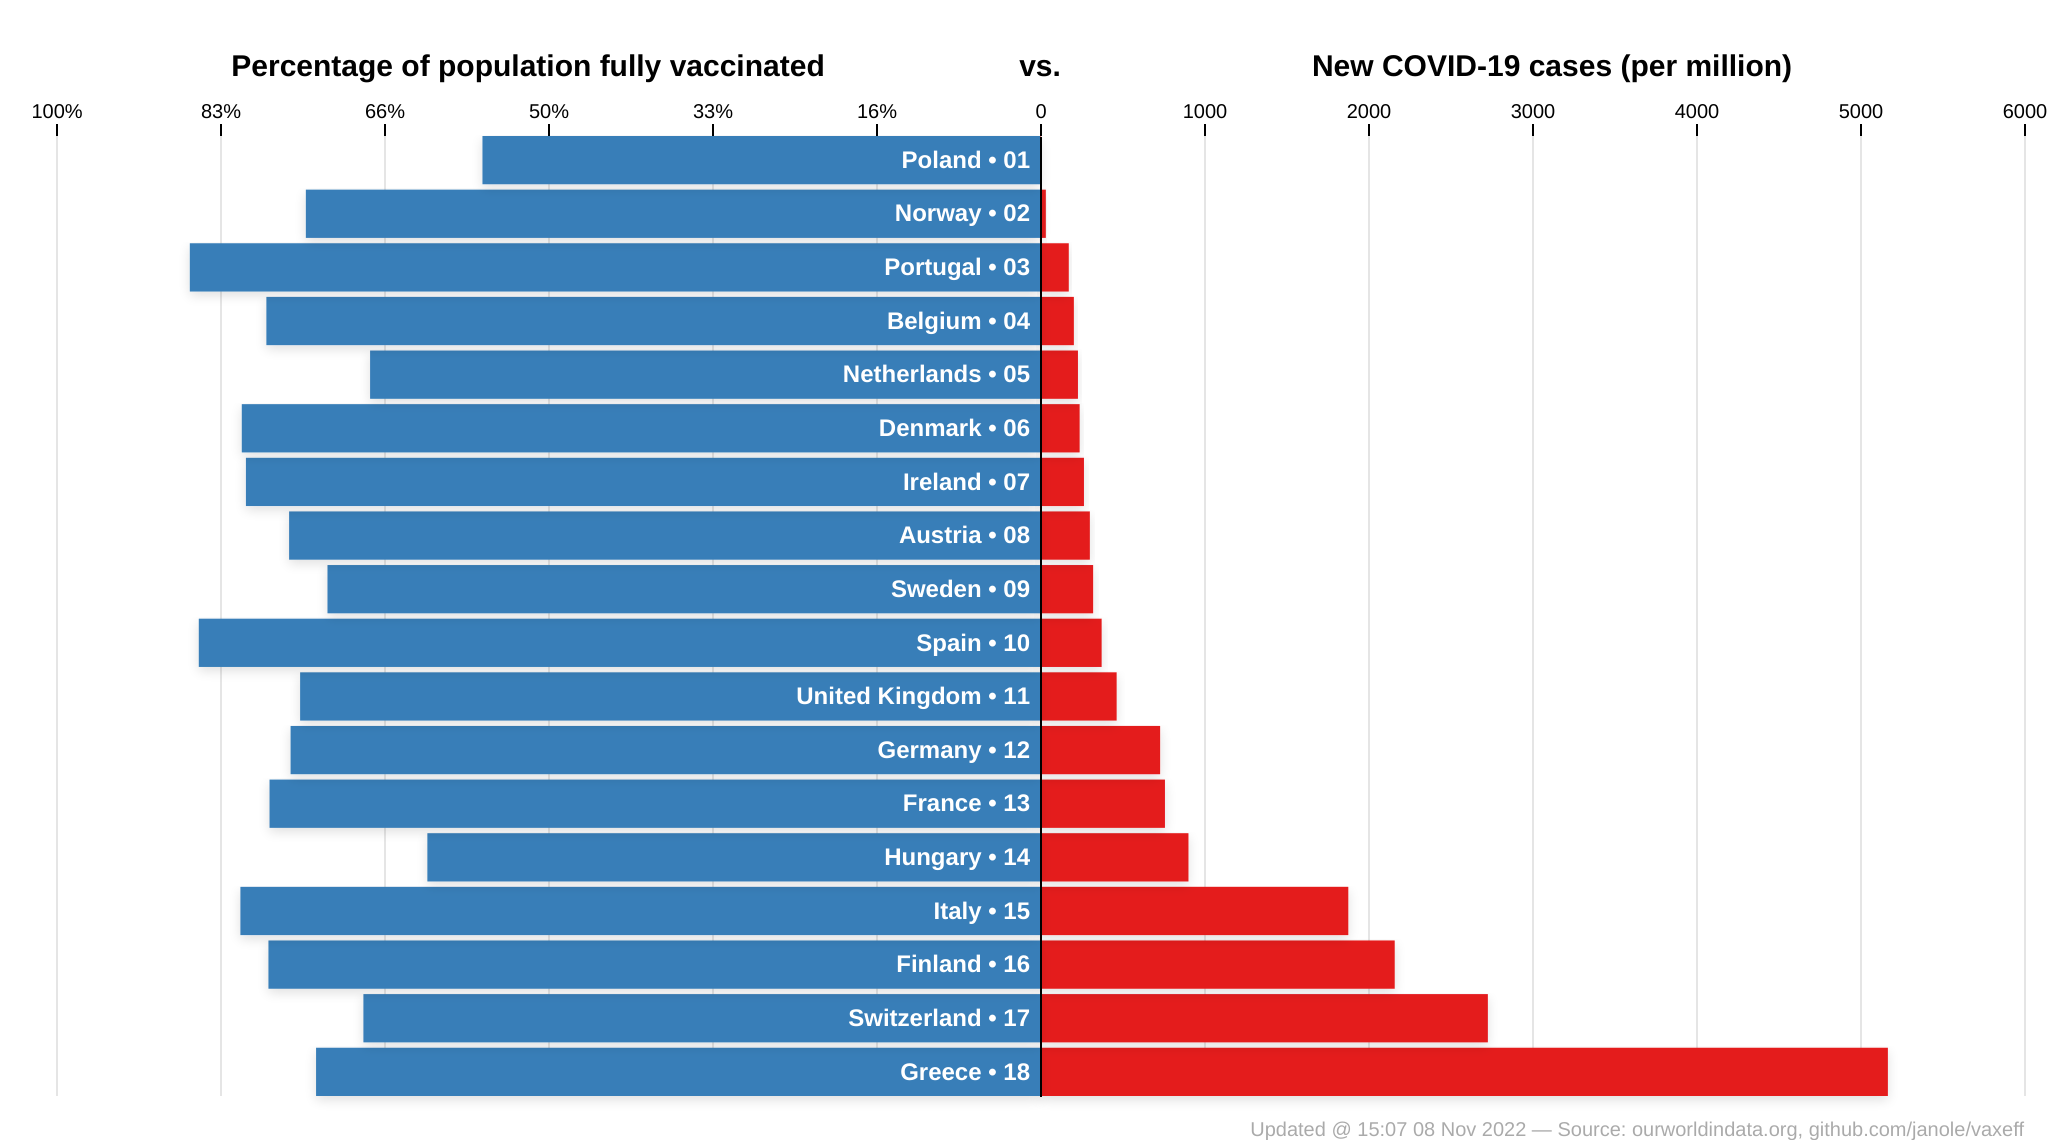 Percentage of population fully vaccinated vs. New COVID-19 cases (per million)
100% 83% 66% 50% 33% 16% 0 1000 2000 3000 4000 5000 6000
Poland • 01
Norway • 02
Portugal • 03
Belgium • 04
Netherlands • 05
Denmark • 06
Ireland • 07
Austria • 08
Sweden • 09
Spain • 10
United Kingdom • 11
Germany • 12
France • 13
Hungary • 14
Italy • 15
Finland • 16
Switzerland • 17
Greece • 18
Updated @ 15:07 08 Nov 2022 — Source: ourworldindata.org, github.com/janole/vaxeff